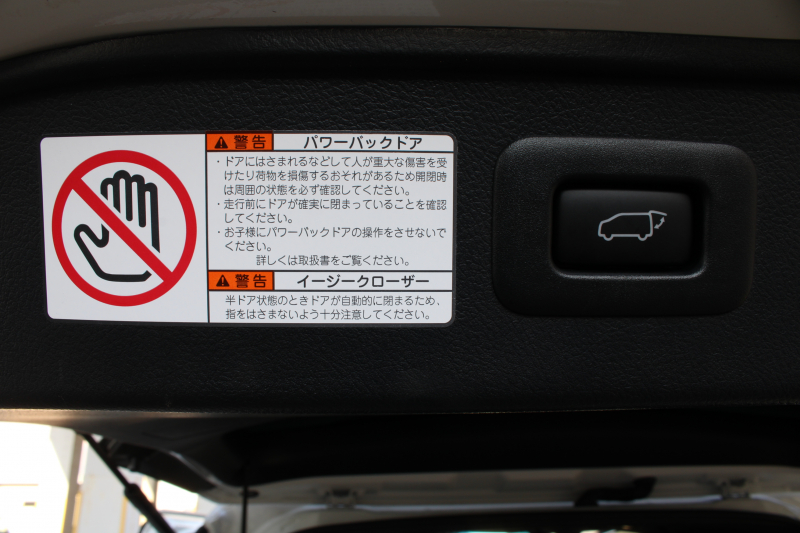 警告 パワーバックドア
・ドアにはさまれるなどして人が重大な傷害を受
けたり荷物を損傷するおそれがあるため開閉時
は周囲の状態を必ず確認してください。
・走行前にドアが確実に閉まっていることを確認
してください。
・お子様にパワーバックドアの操作をさせないで
ください。
詳しくは取扱書をご覧ください。
警告 イージークローザー
半ドア状態のときドアが自動的に閉まるため、
指をはさまないよう十分注意してください。